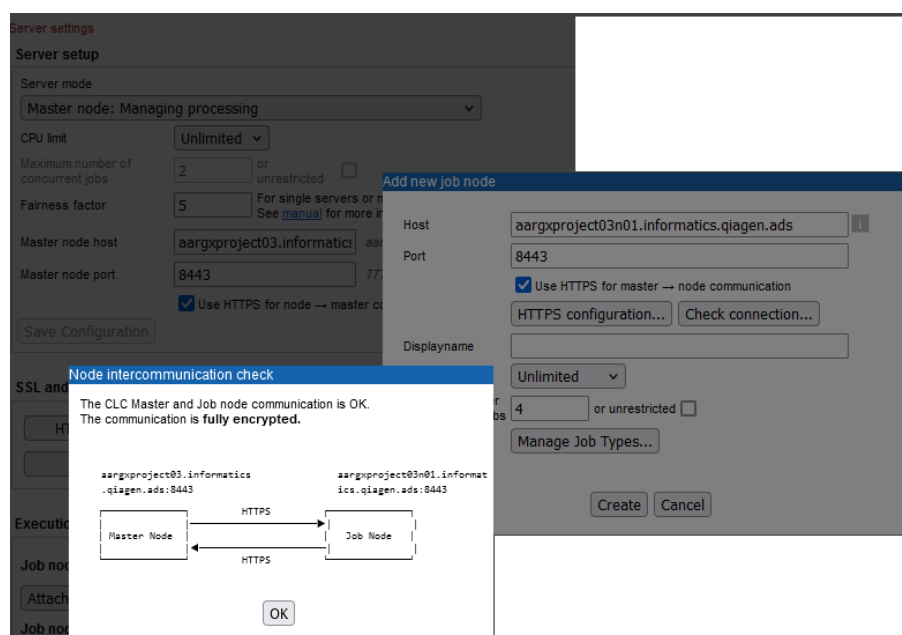 Server settings
Server setup
Server mode
Master node: Managing processing
CPU limit
Unlimited
Maximum number of
concurrent jobs
2
or
unrestricted
Fairness factor
5
For single servers or
See manual for more
Master node host
aargxproject03.informatic
Master node port
8443
777
Use HTTPS for node → master
Save Configuration
SSL and
Job
Attach
Job
Add new job node
Host
aargxproject03n01.informatics.qiagen.ads
i
Port
8443
Use HTTPS for master → node communication
HTTPS configuration...
Check connection...
Displayname
Unlimited
4
or unrestricted
Manage Job Types...
Create
Cancel
Node intercommunication check
The CLC Master and Job node communication is OK.
The communication is fully encrypted.
aargxproject03.informatics
.qiagen.ads:8443
aargxproject03n01.informat
ics.qiagen.ads:8443
HTTPS
Master Node
Job Node
HTTPS
OK